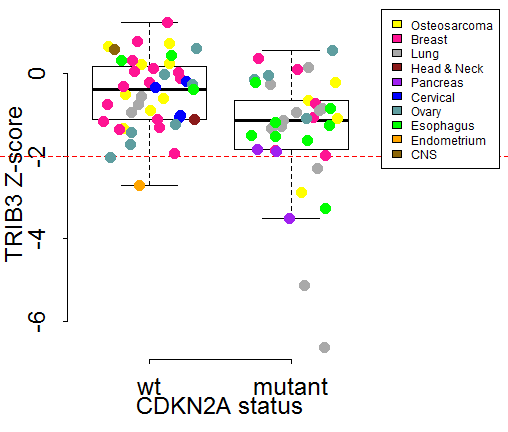 Osteosarcoma
Breast
Lung
Head & Neck
Pancreas
Cervical
Ovary
Esophagus
Endometrium
CNS
TRIB3 Z-score
0
-2
-4
-6
wt mutant
CDKN2A status